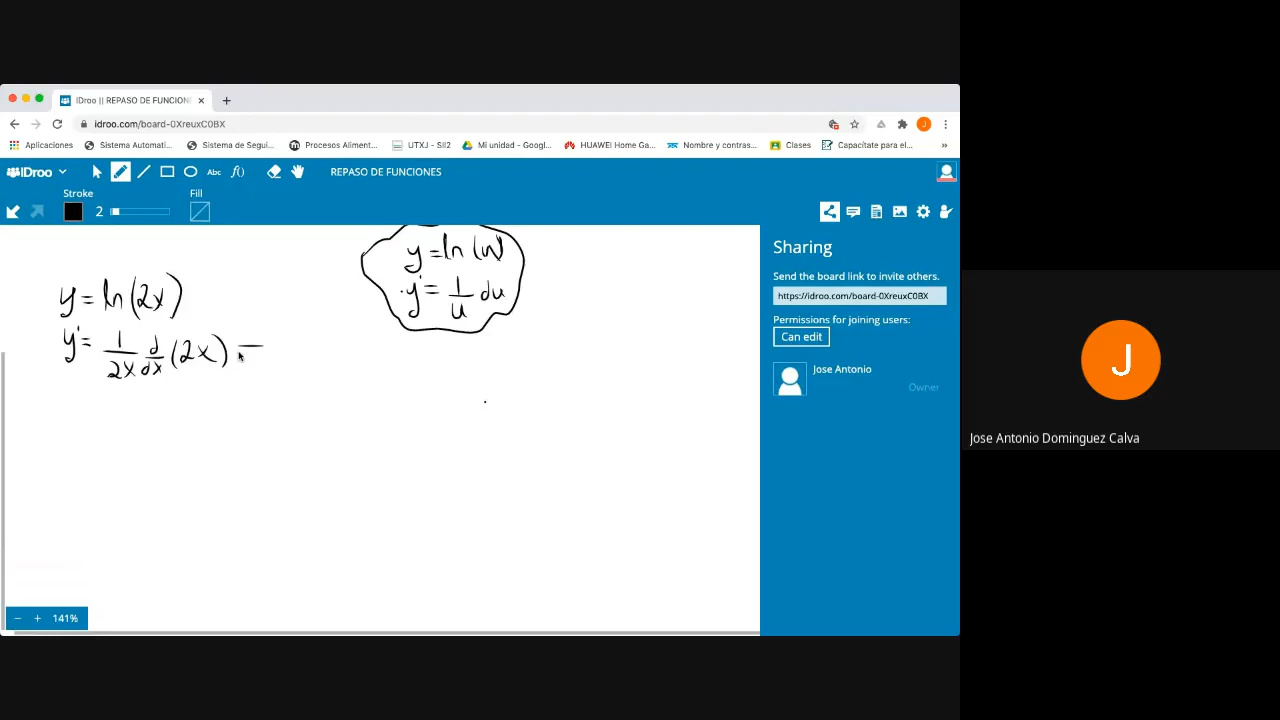 IDroo || REPASO DE FUNCIONE
idroo.com/board-0XreuxC0BX
J
Aplicaciones
Sistema Automati...
Sistema de Segui...
Procesos Aliment...
UTXJ - SII2
Mi unidad - Googl...
HUAWEI Home Ga...
Nombre y contras...
Clases
Capacítate para el...
»
IDroo
Abc
f()
REPASO DE FUNCIONES
Stroke
Fill
2
y = ln(u)
y' = 1/u du
y = ln(2x)
y' = 1/2x d/dx (2x) =
Sharing
Send the board link to invite others.
https://idroo.com/board-0XreuxC0BX
Permissions for joining users:
Can edit
Jose Antonio
Owner
J
Jose Antonio Dominguez Calva
− + 141%